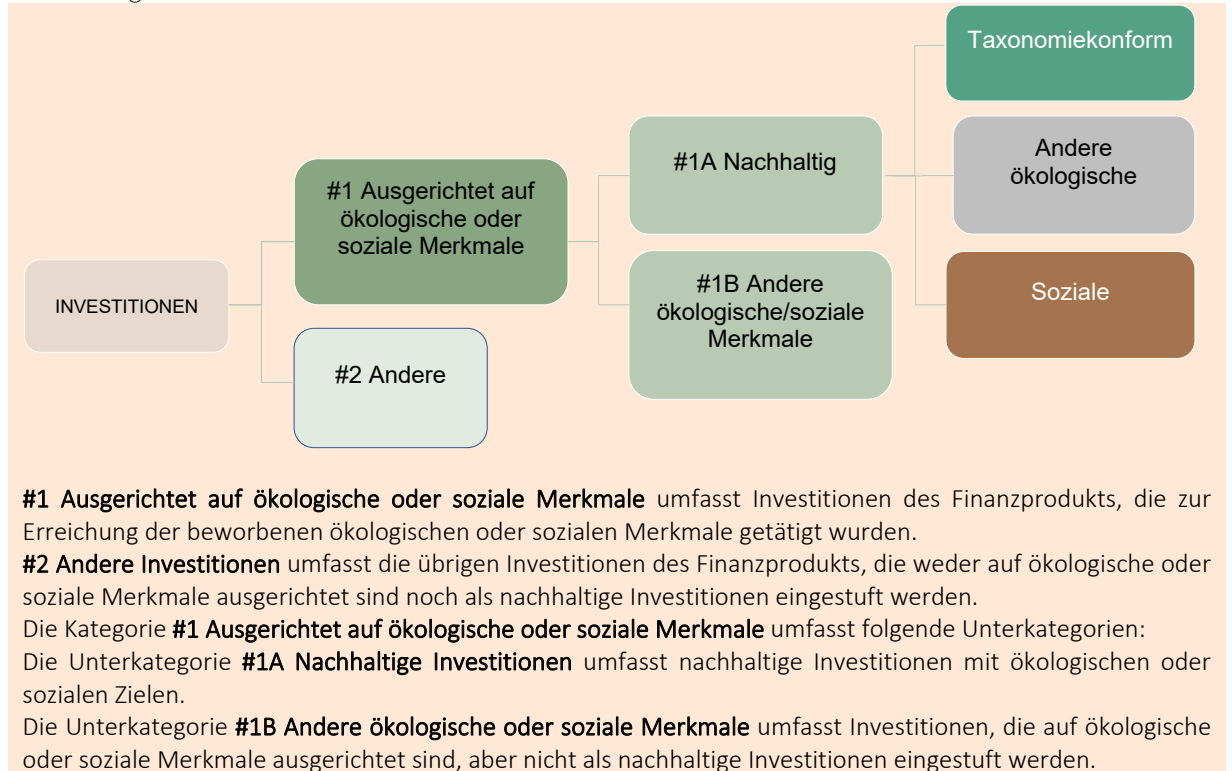 Taxonomiekonform
Andere
ökologische
#1A Nachhaltig
#1 Ausgerichtet auf
ökologische oder
soziale Merkmale
INVESTITIONEN
#1B Andere
ökologische/soziale
Merkmale
Soziale
#2 Andere
#1 Ausgerichtet auf ökologische oder soziale Merkmale umfasst Investitionen des Finanzprodukts, die zur
Erreichung der beworbenen ökologischen oder sozialen Merkmale getätigt wurden.
#2 Andere Investitionen umfasst die übrigen Investitionen des Finanzprodukts, die weder auf ökologische oder
soziale Merkmale ausgerichtet sind noch als nachhaltige Investitionen eingestuft werden.
Die Kategorie #1 Ausgerichtet auf ökologische oder soziale Merkmale umfasst folgende Unterkategorien:
Die Unterkategorie #1A Nachhaltige Investitionen umfasst nachhaltige Investitionen mit ökologischen oder
sozialen Zielen.
Die Unterkategorie #1B Andere ökologische oder soziale Merkmale umfasst Investitionen, die auf ökologische
oder soziale Merkmale ausgerichtet sind, aber nicht als nachhaltige Investitionen eingestuft werden.